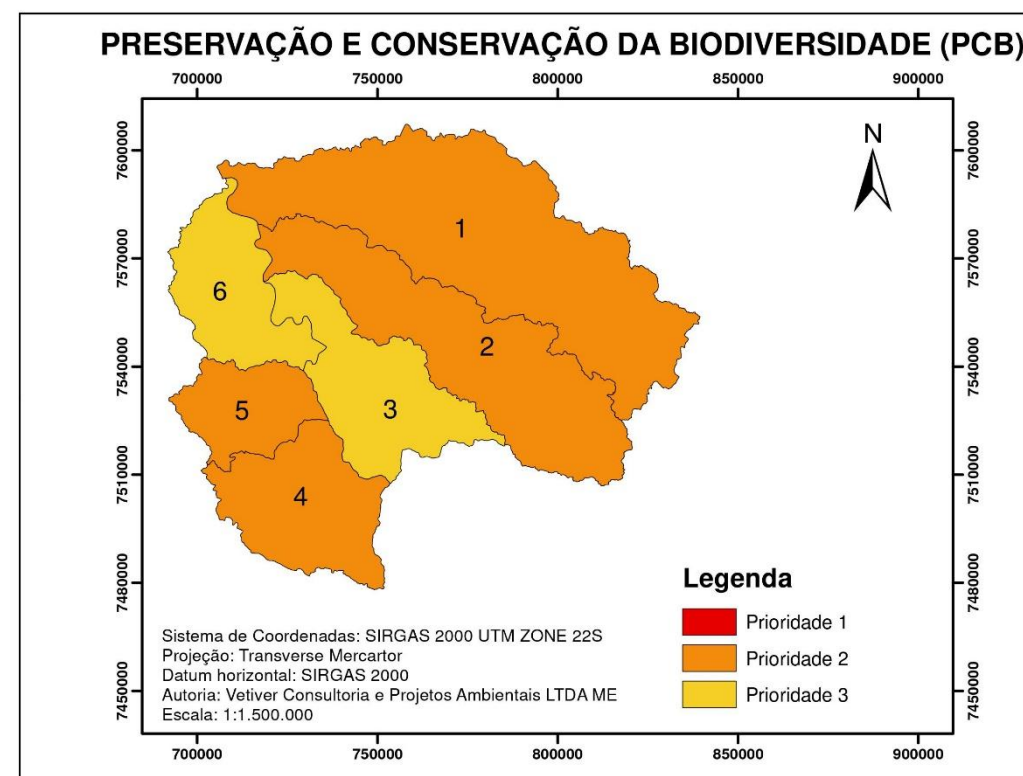 PRESERVAÇÃO E CONSERVAÇÃO DA BIODIVERSIDADE (PCB)
700000 750000 800000 850000 900000
7600000 7600000
N
1
7570000 7570000
6
2
7540000 7540000
5 3
7510000 7510000
4
7480000 7480000
Legenda
Prioridade 1
Prioridade 2
Prioridade 3
Sistema de Coordenadas: SIRGAS 2000 UTM ZONE 22S
Projeção: Transverse Mercartor
Datum horizontal: SIRGAS 2000
Autoria: Vetiver Consultoria e Projetos Ambientais LTDA ME
Escala: 1:1.500.000
7450000 7450000
700000 750000 800000 850000 900000